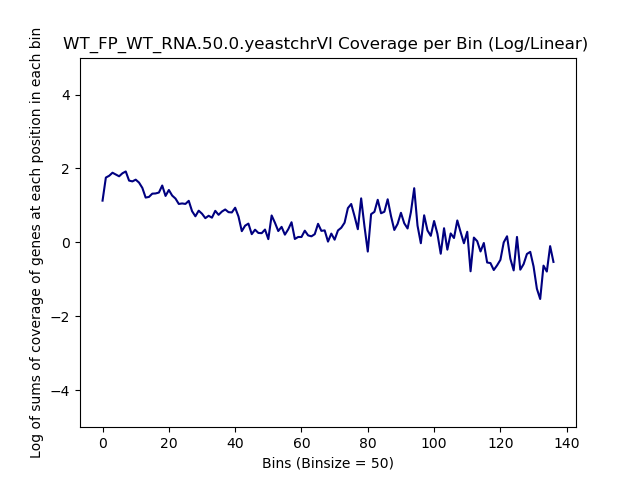 WT_FP_WT_RNA.50.0.yeastchrVI Coverage per Bin (Log/Linear)
Log of sums of coverage of genes at each position in each bin
4
2
0
−2
−4
0 20 40 60 80 100 120 140
Bins (Binsize = 50)